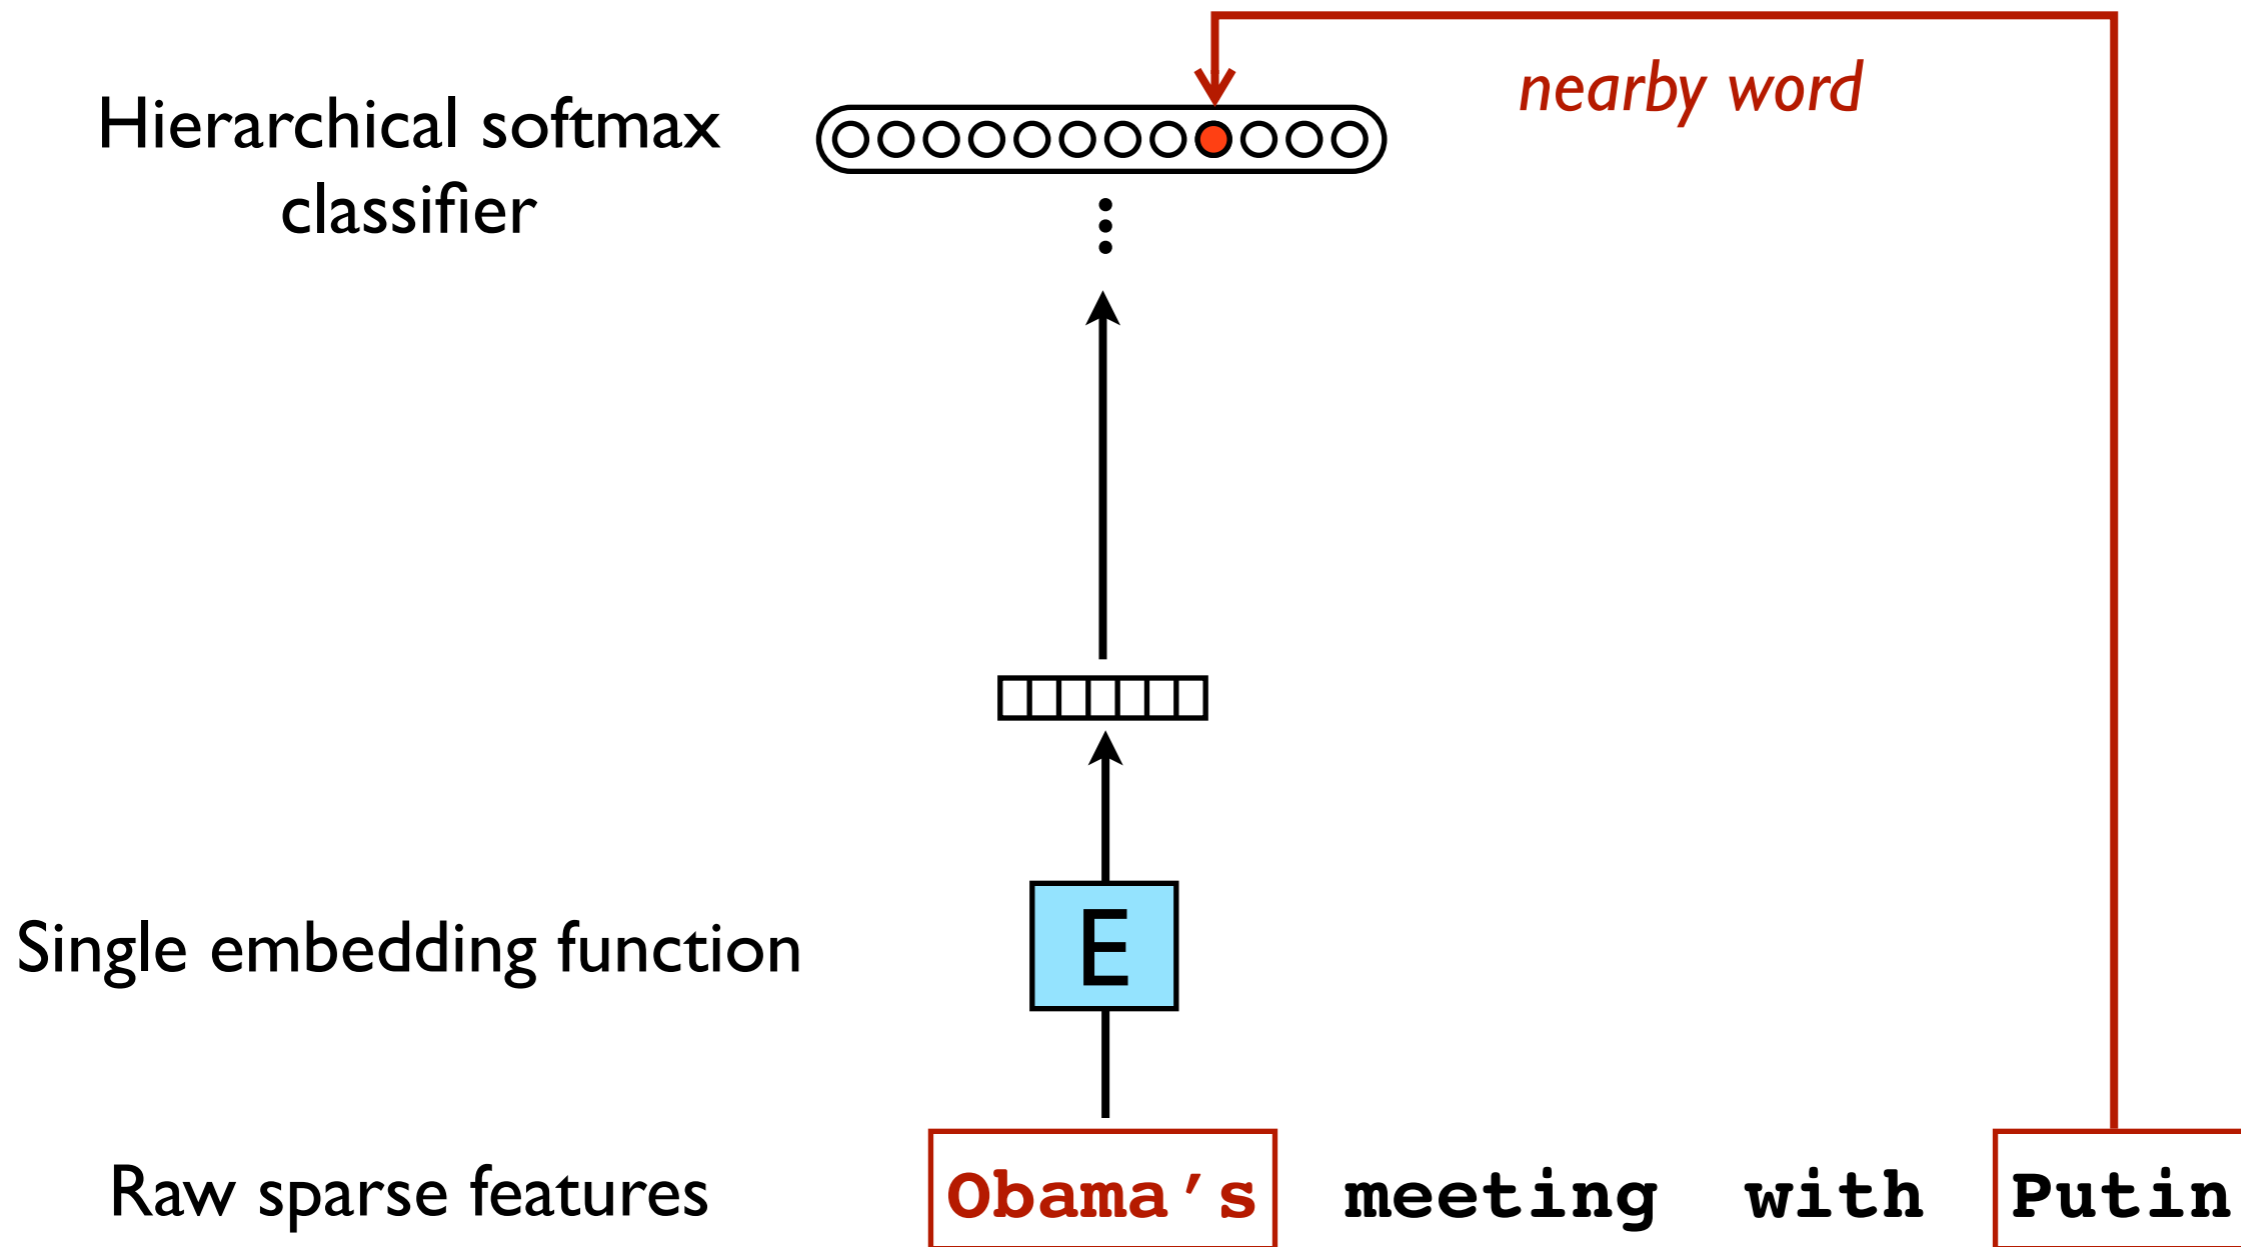 nearby word
Hierarchical softmax
classifier
E
Single embedding function
Raw sparse features
Obama’s meeting with Putin